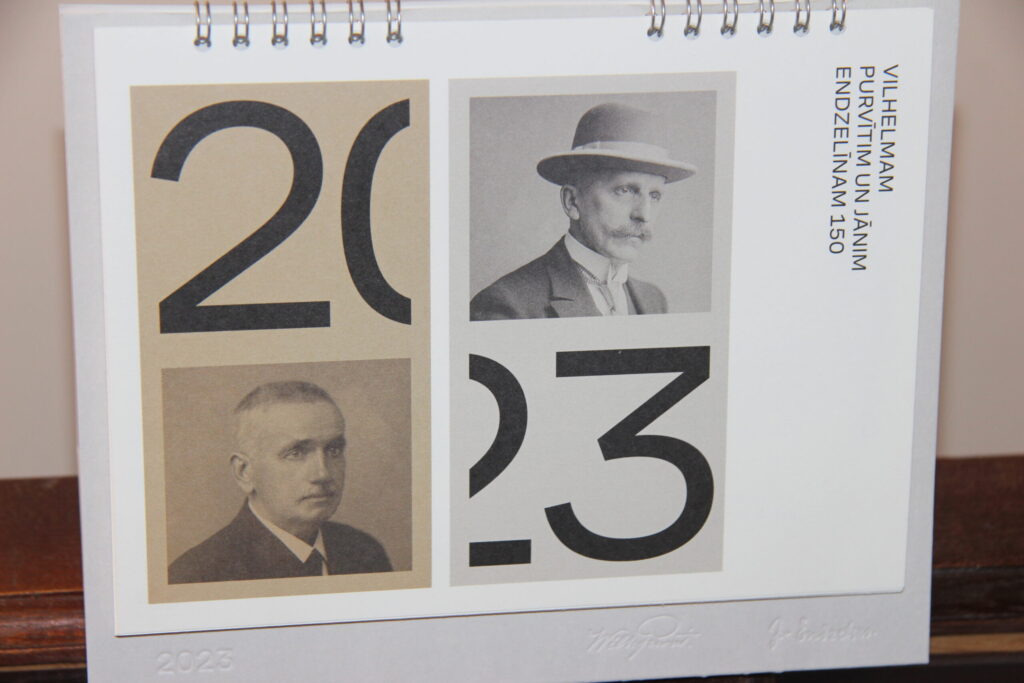 20
23
VILHELMAM
PURVĪTIM UN JĀNIM
ENDZELĪNAM 150
2023